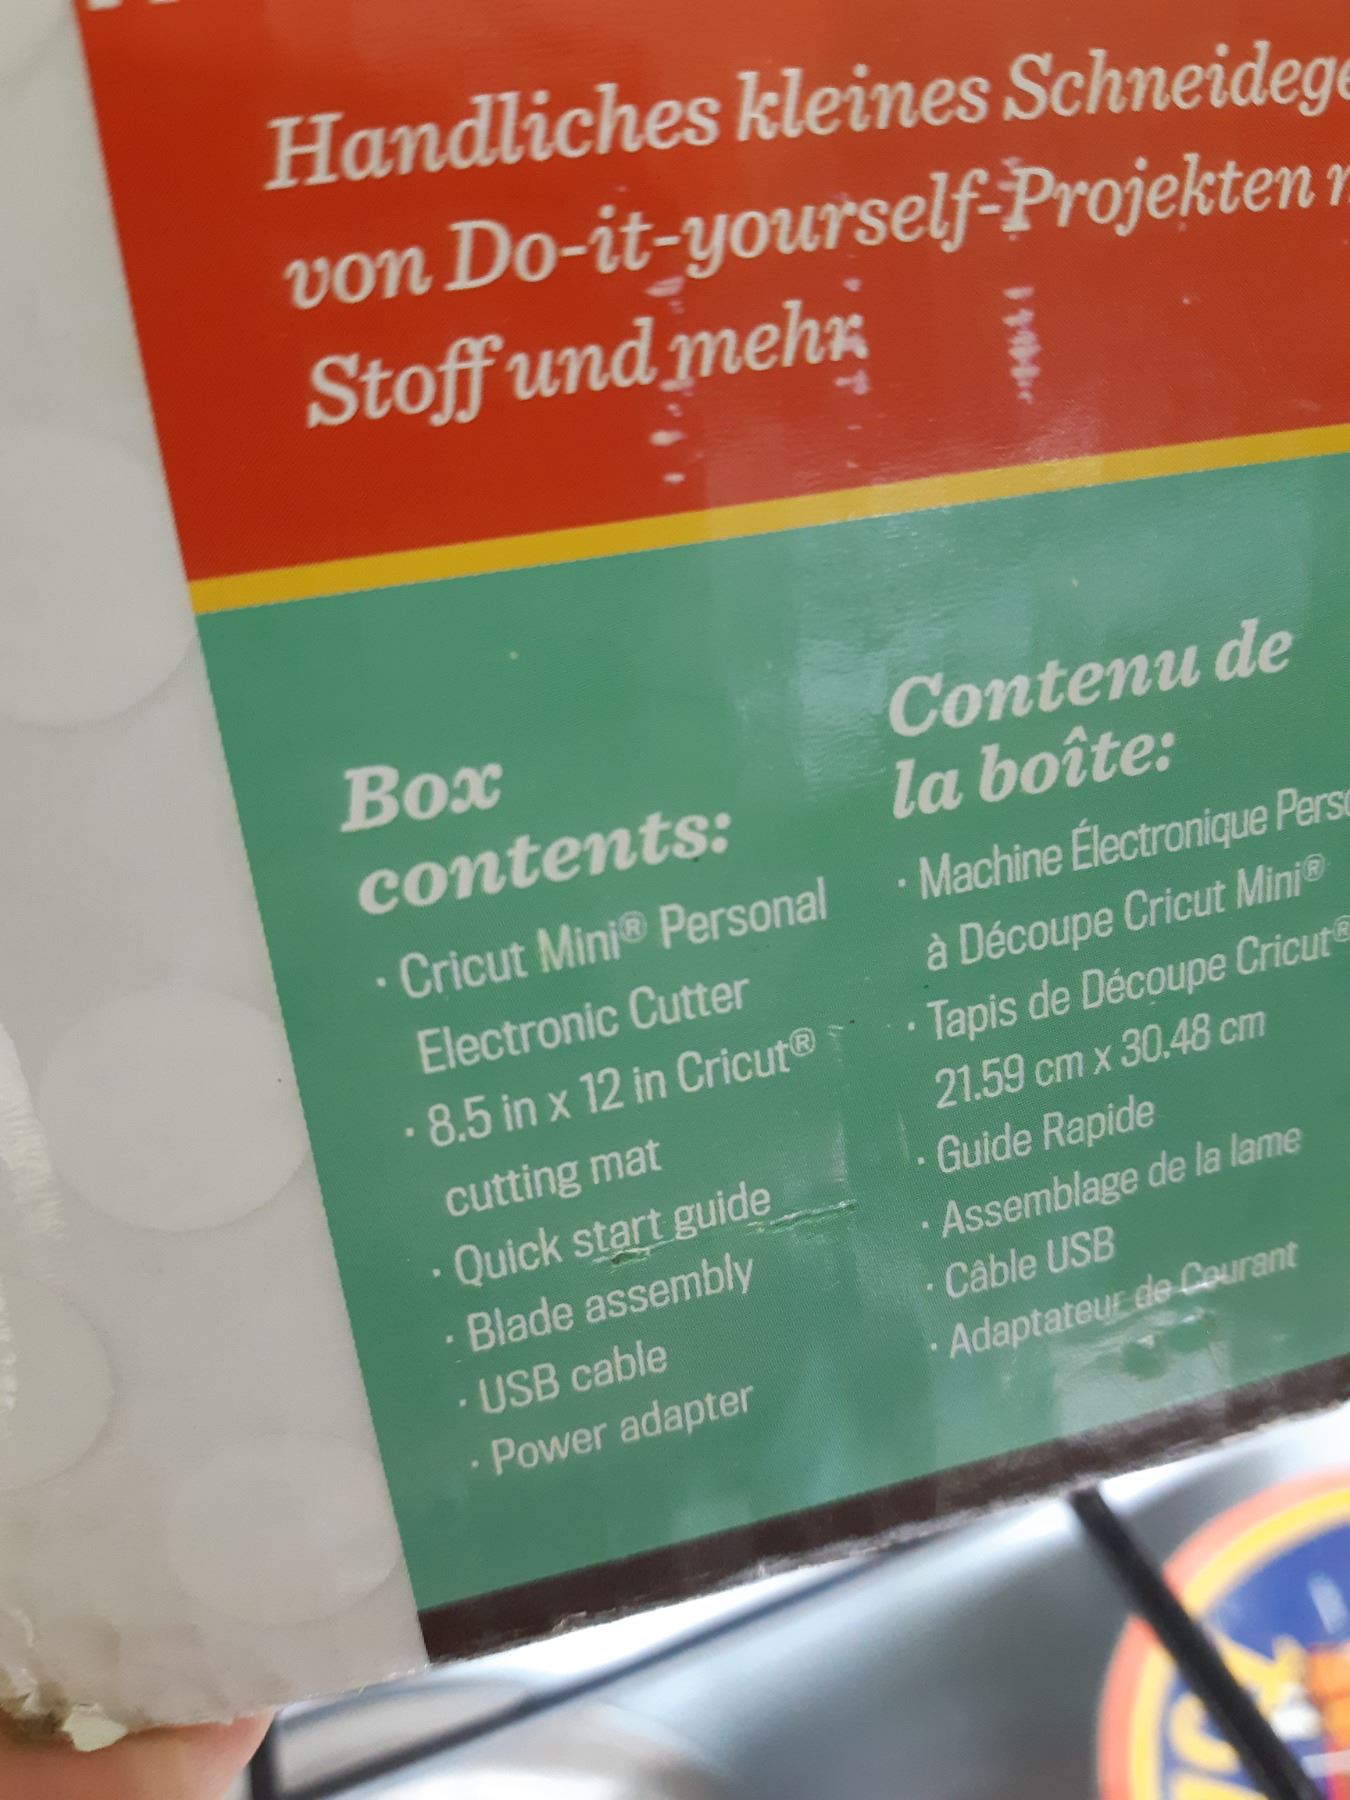 Handliches kleines
von Do-it-yourself-Projekten
Stoff und mehr
Box
contents:
· Cricut Mini® Personal
Electronic Cutter
· 8.5 in x 12 in Cricut®
cutting mat
· Quick start guide
· Blade assembly
· USB cable
· Power adapter
Contenu de
la boîte:
· Machine Électronique
à Découpe Cricut Mini®
· Tapis de Découpe Cricut®
21.59 cm x 30.48 cm
· Guide Rapide
· Assemblage de la lame
· Câble USB
· Adaptateur de Courant